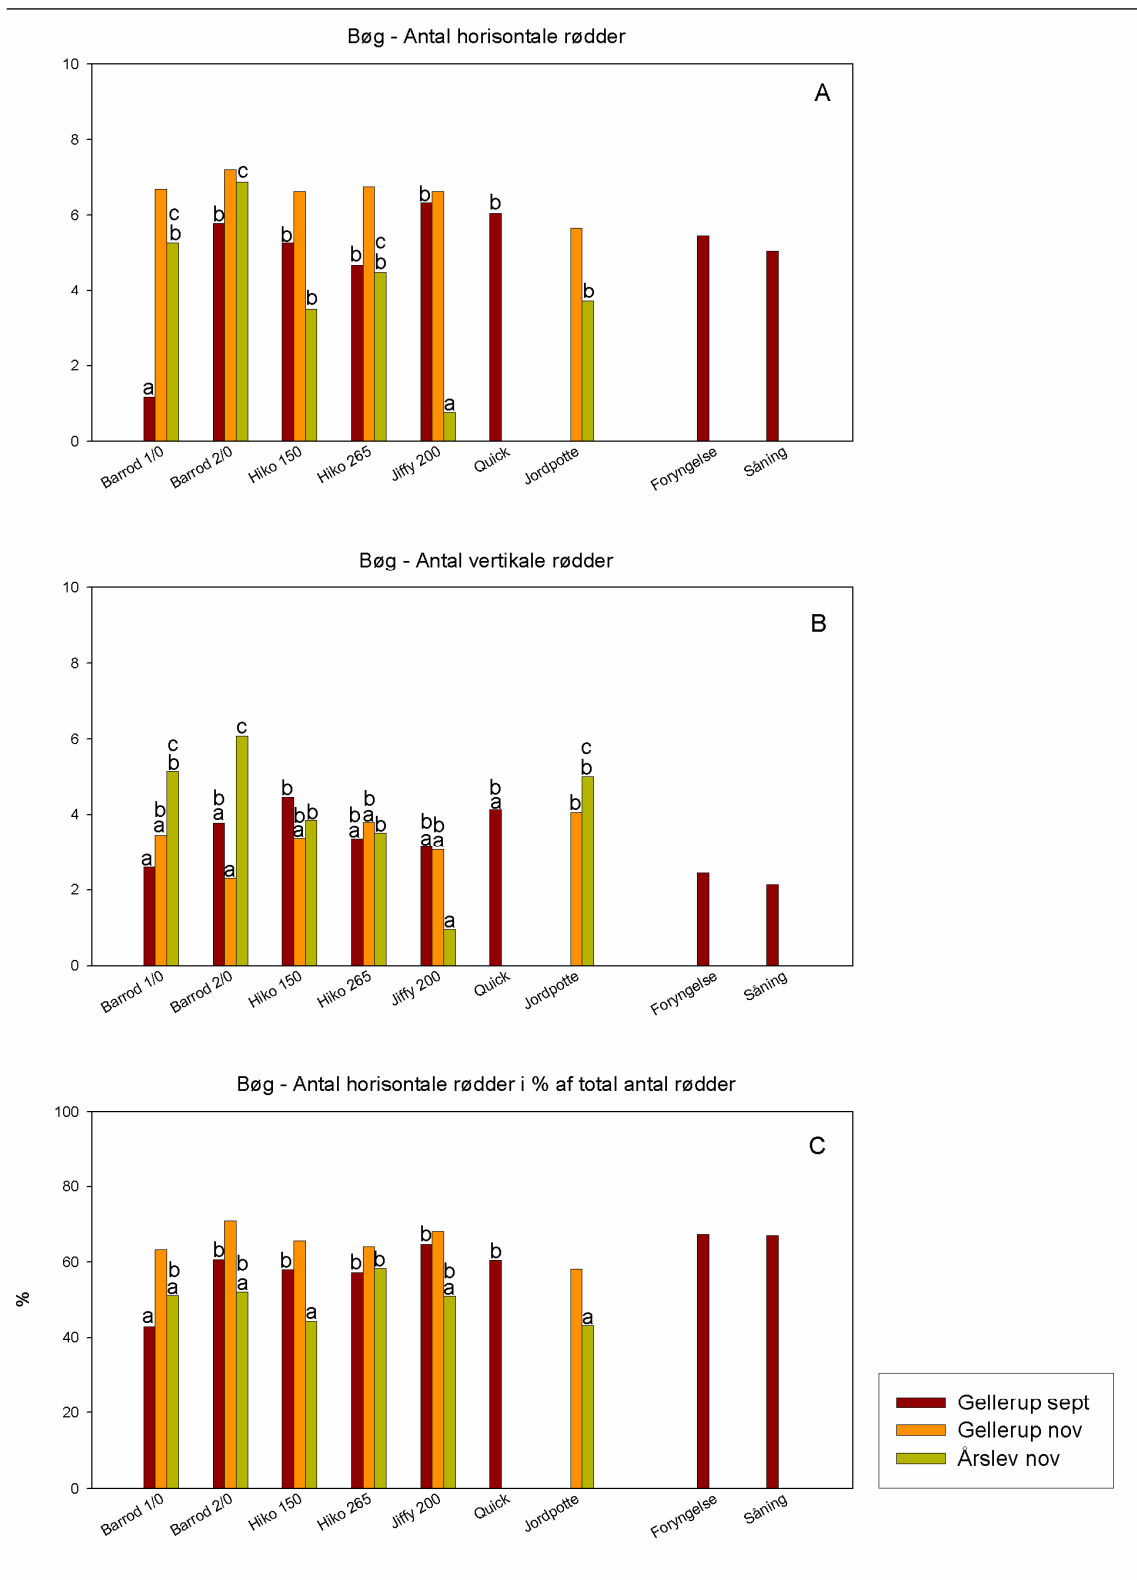 Bøg - Antal horisontale rødder
A
10
8
6
4
2
0
a
b c
b
c
b
b
b
b c
b
a
b
b
Barrod 1/0
Barrod 2/0
Hiko 150
Hiko 265
Jiffy 200
Quick
Jordpotte
Foryngelse
Såning
Bøg - Antal vertikale rødder
B
10
8
6
4
2
0
a
b a
c b
b a
a
c
b
b a
b
b a
b a
b
b a
b a
a
b a
b
c b
Barrod 1/0
Barrod 2/0
Hiko 150
Hiko 265
Jiffy 200
Quick
Jordpotte
Foryngelse
Såning
Bøg - Antal horisontale rødder i % af total antal rødder
C
%
100
80
60
40
20
0
a
b a
b
b a
b
a
b
b
b
b a
b
a
Barrod 1/0
Barrod 2/0
Hiko 150
Hiko 265
Jiffy 200
Quick
Jordpotte
Foryngelse
Såning
Gellerup sept
Gellerup nov
Årslev nov